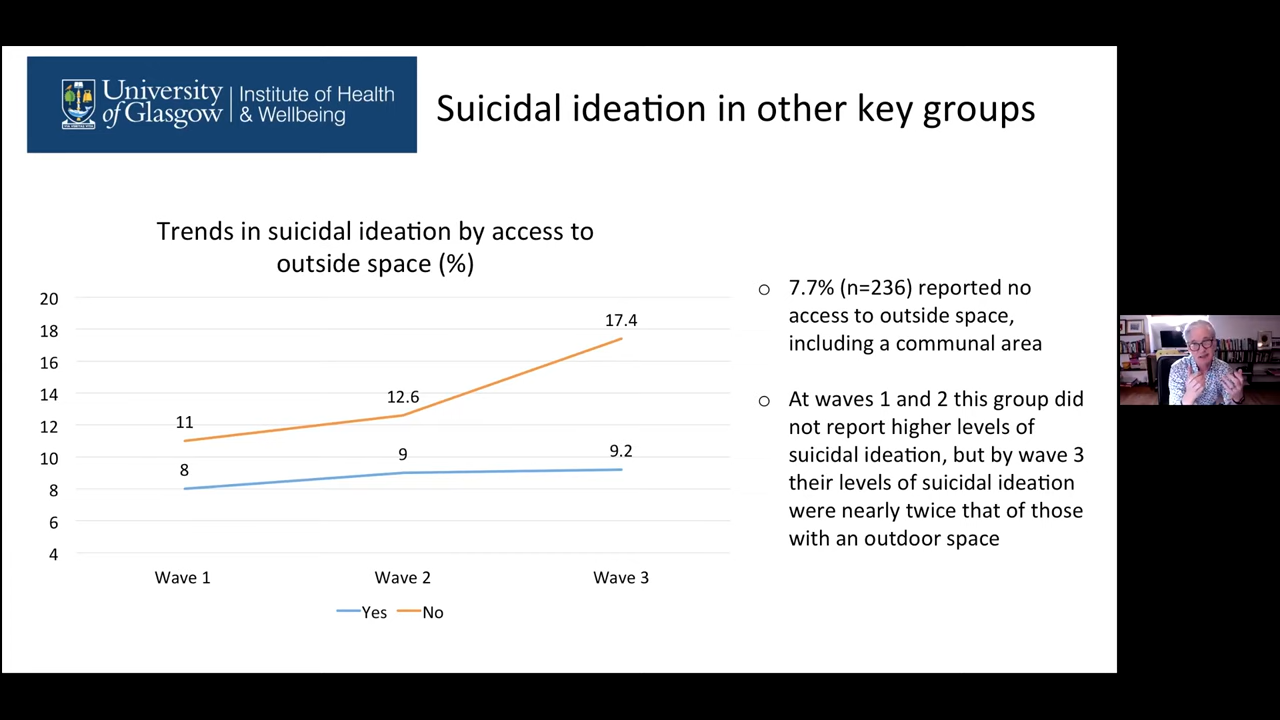 University
of Glasgow
Institute of Health
& Wellbeing
Suicidal ideation in other key groups
Trends in suicidal ideation by access to
outside space (%)
20
18
16
14
12
10
8
6
4
11
12.6
17.4
8
9
9.2
Wave 1 Wave 2 Wave 3
Yes No
o 7.7% (n=236) reported no
access to outside space,
including a communal area
o At waves 1 and 2 this group did
not report higher levels of
suicidal ideation, but by wave 3
their levels of suicidal ideation
were nearly twice that of those
with an outdoor space